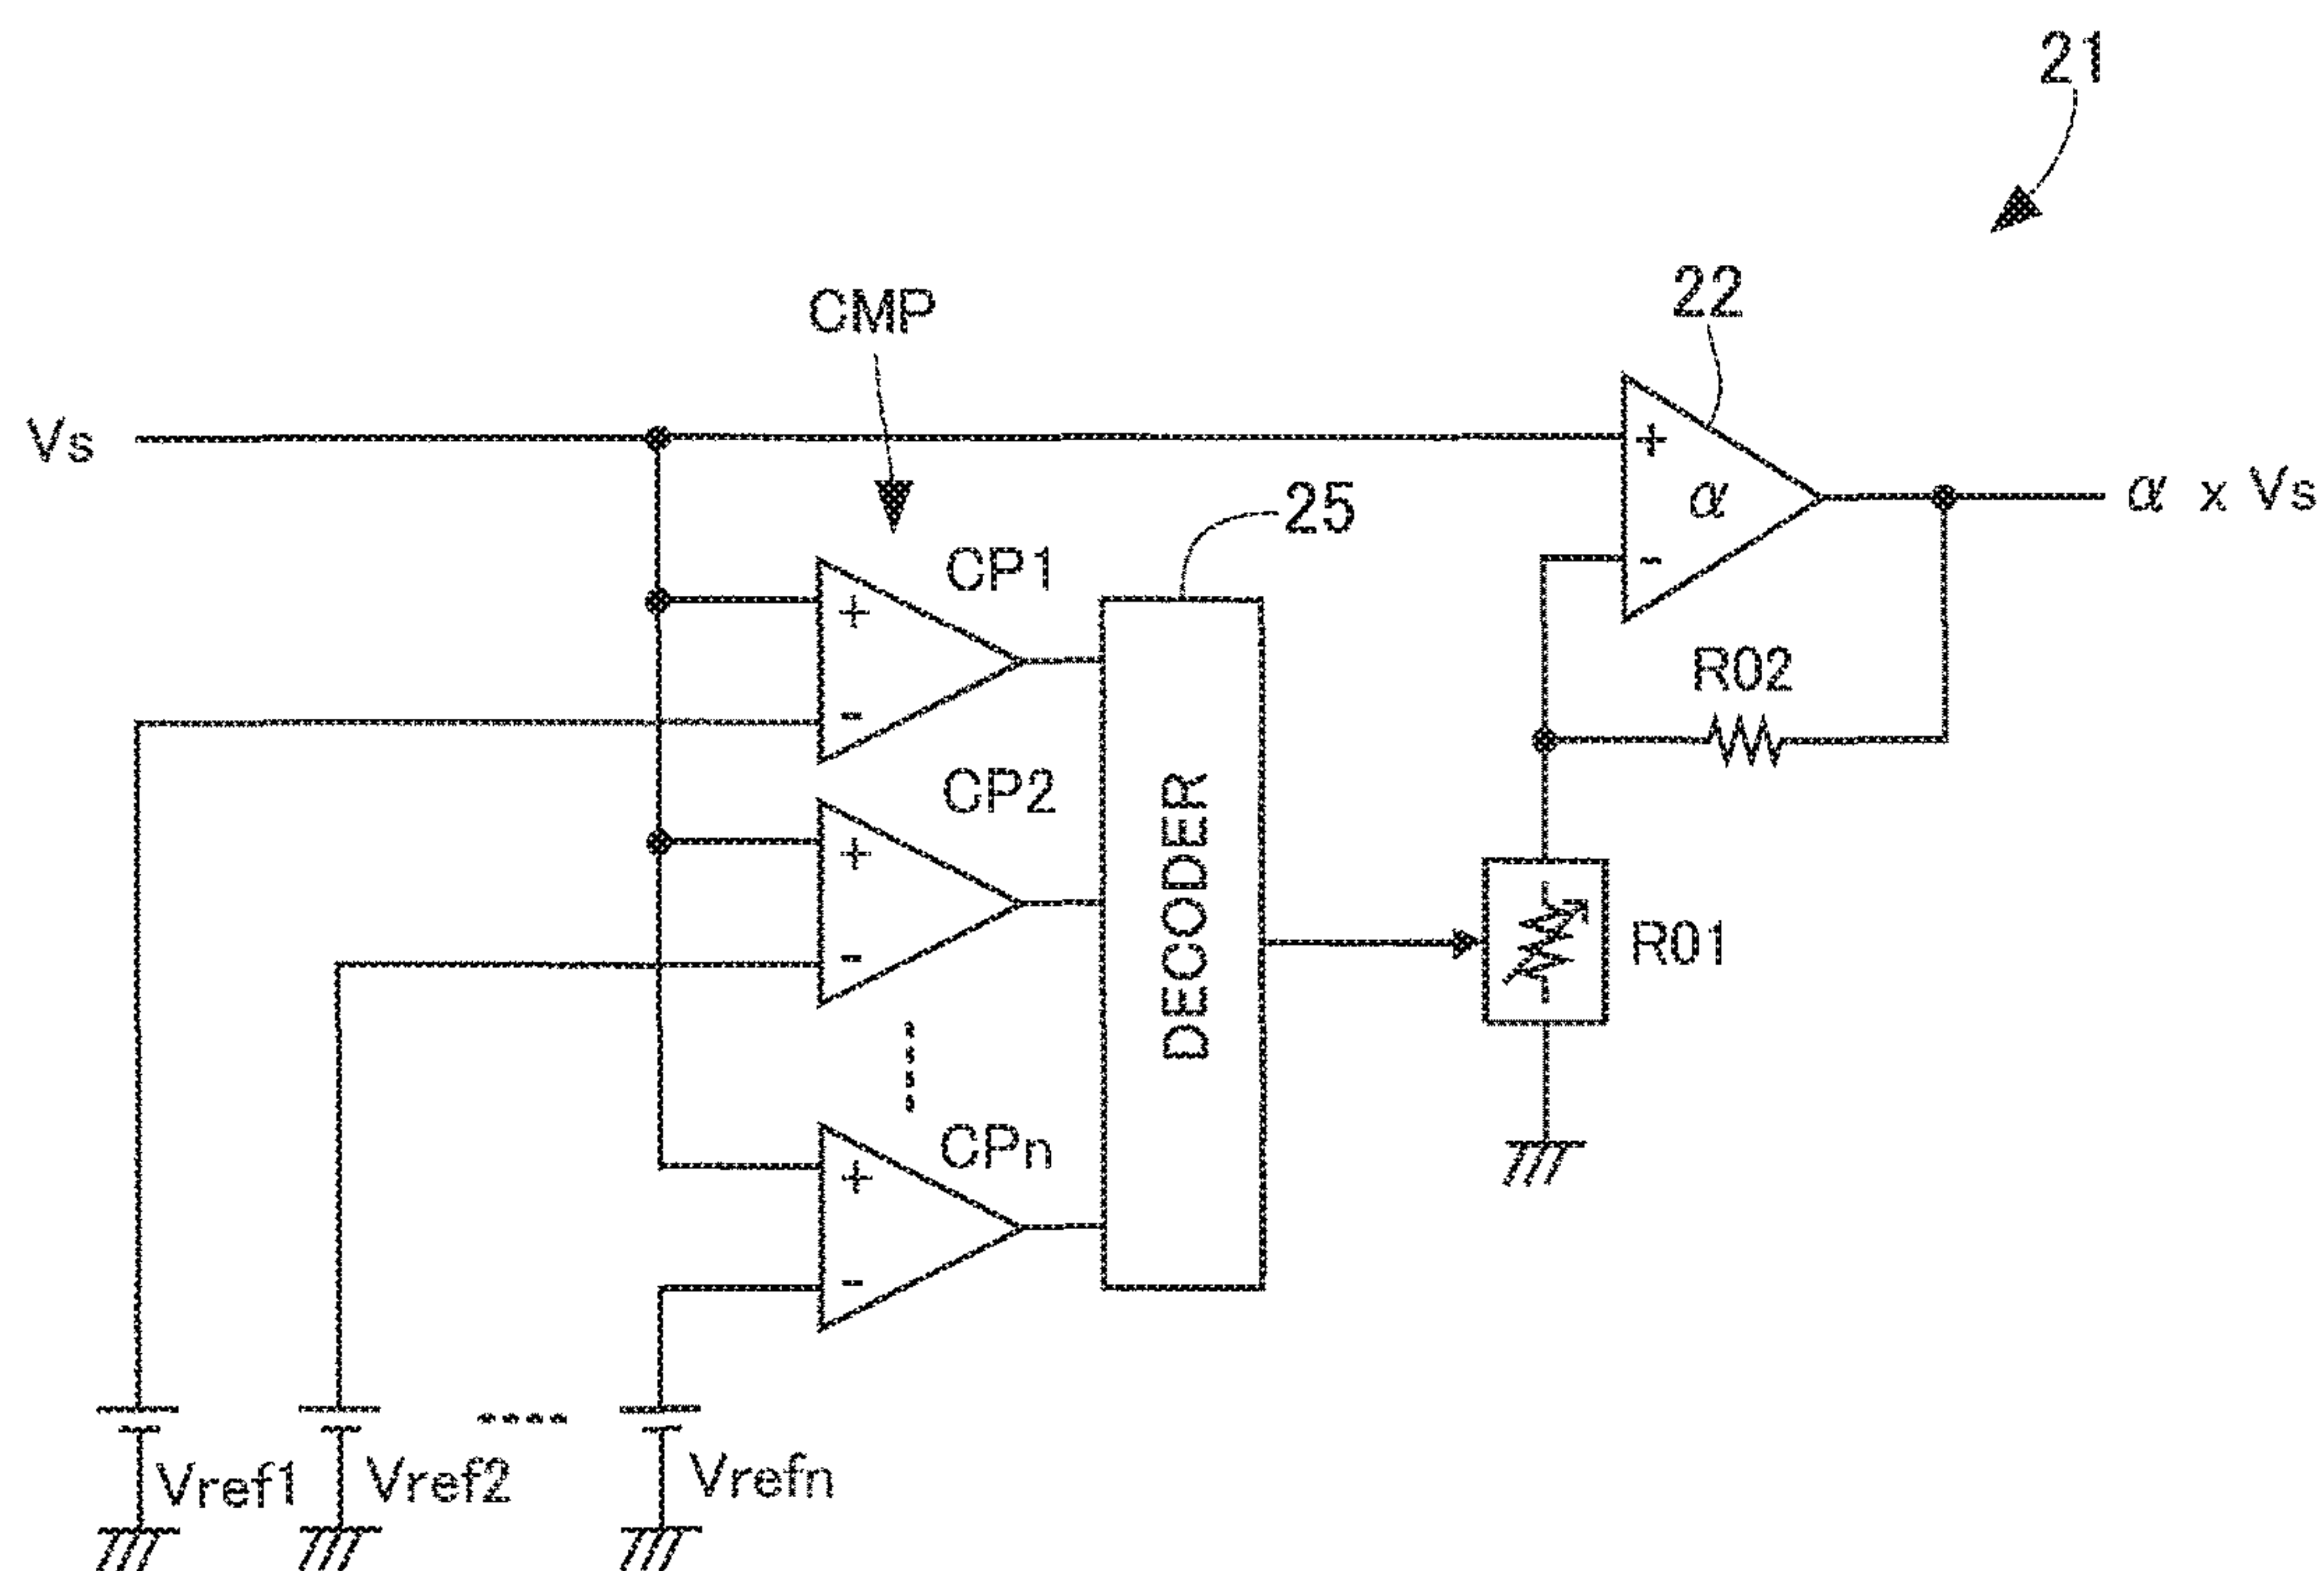 21
22
CMP
Vs
+
α
-
α x Vs
25
CP1
+
-
R02
CP2
+
-
DECODER
R01
CPn
+
-
Vref1
Vref2
Vrefn